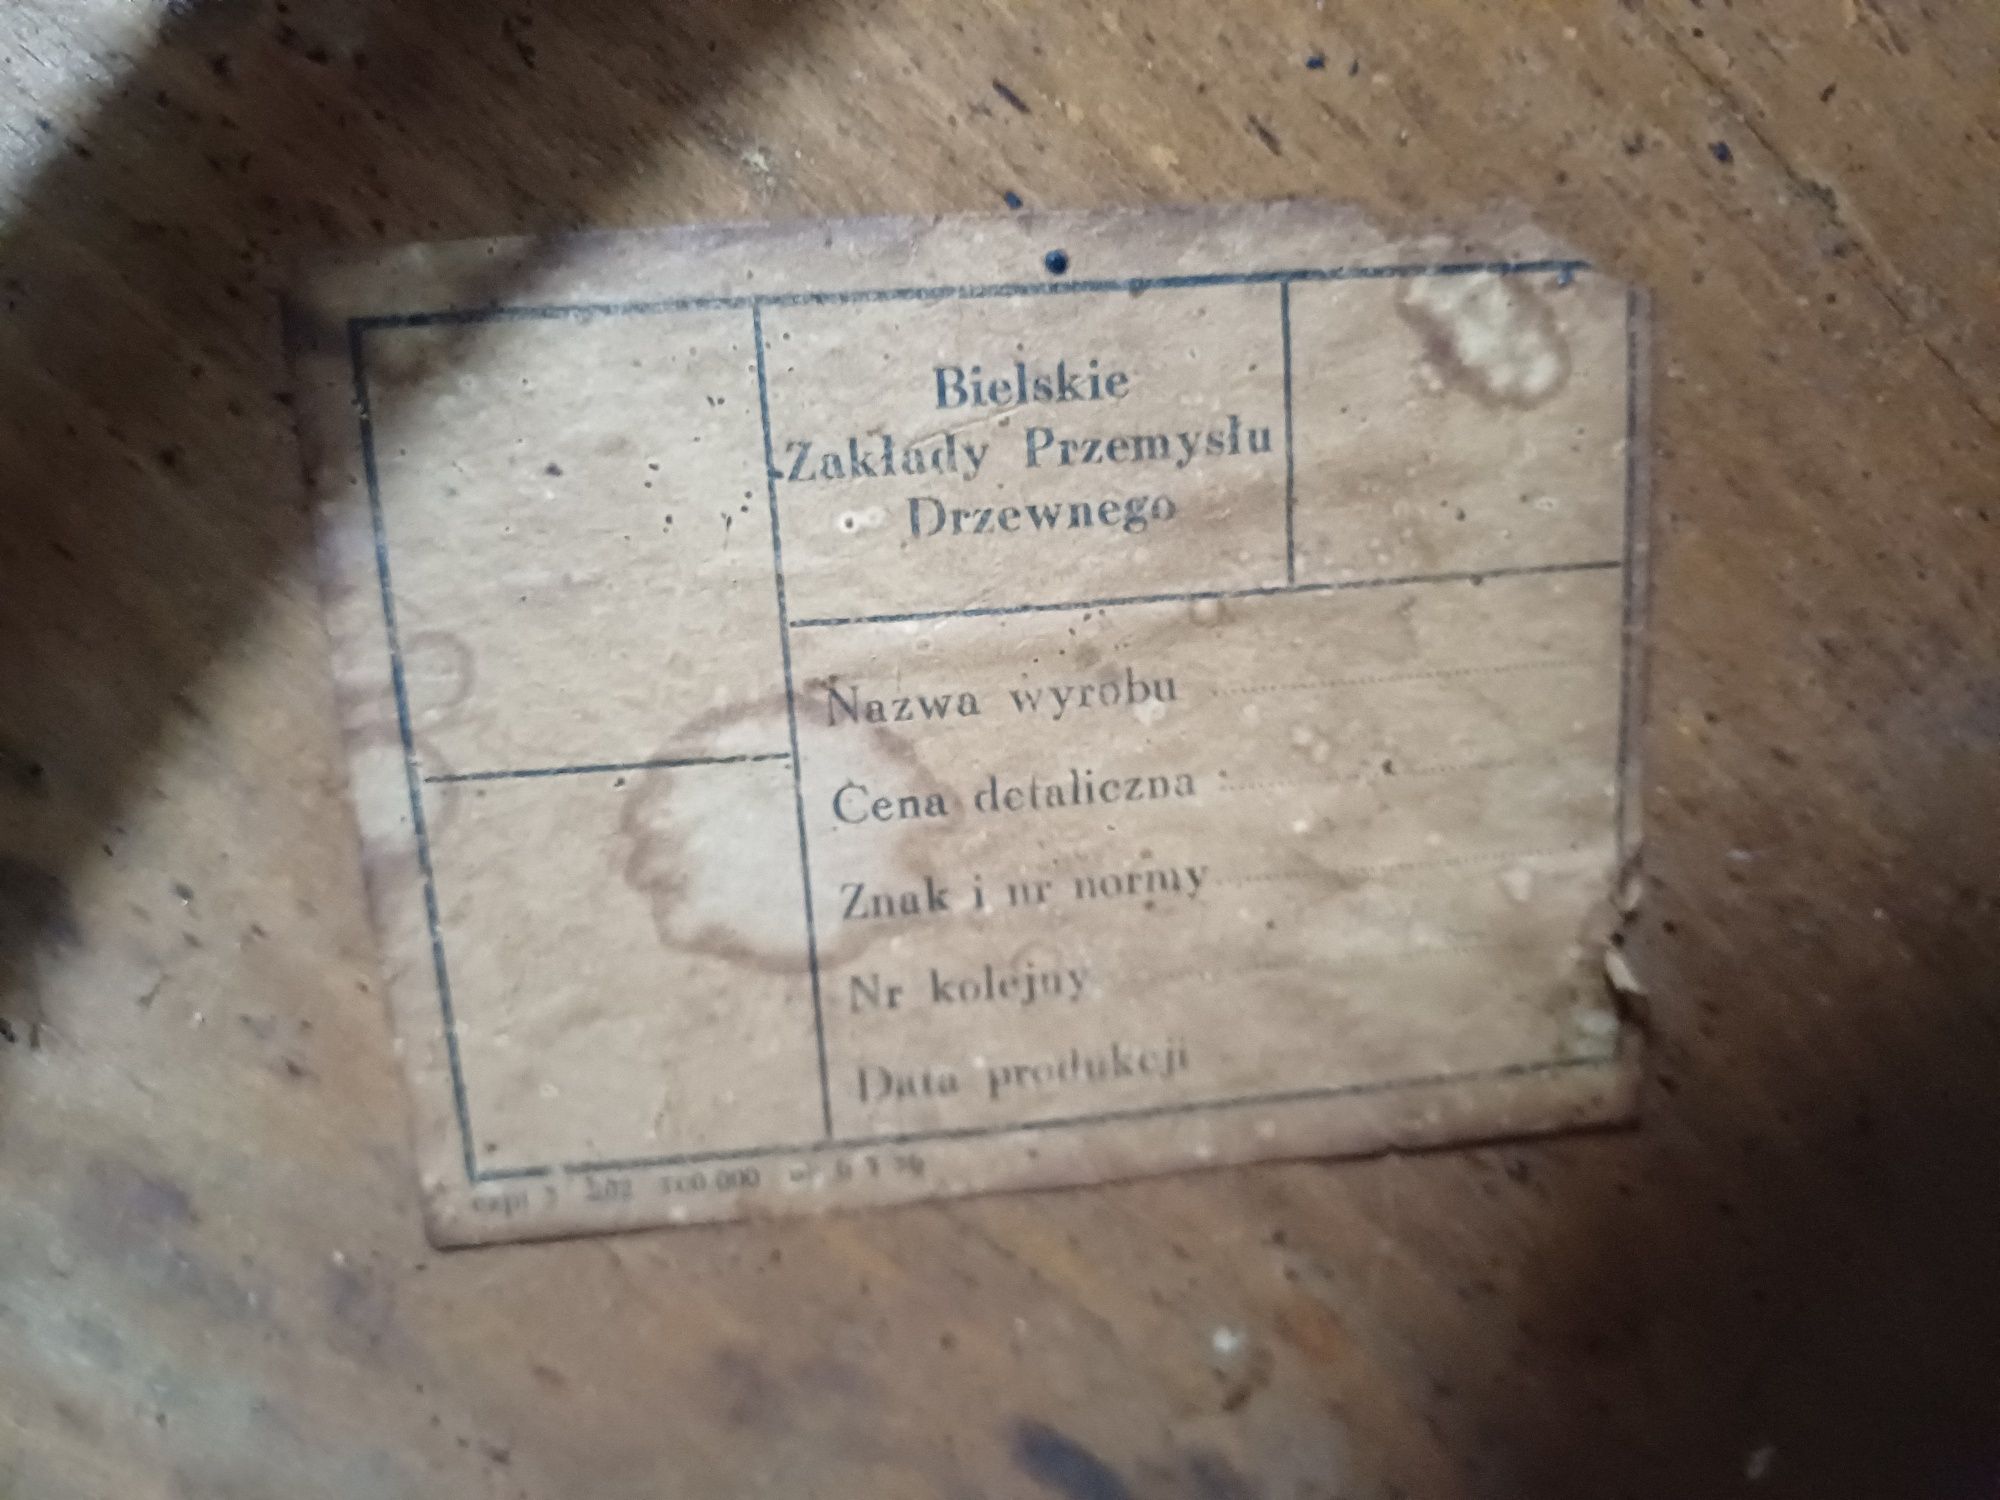 Bielskie
Zakłady Przemysłu
Drzewnego
Nazwa wyrobu
Cena detaliczna
Znak i nr normy
Nr kolejny
Data produkcji